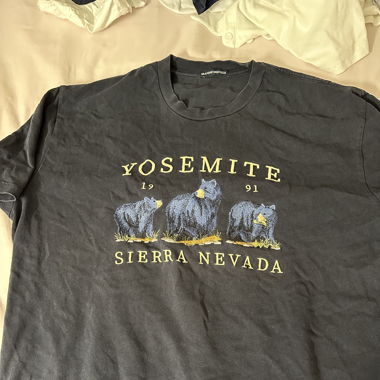 YOSEMITE
19 91
SIERRA NEVADA